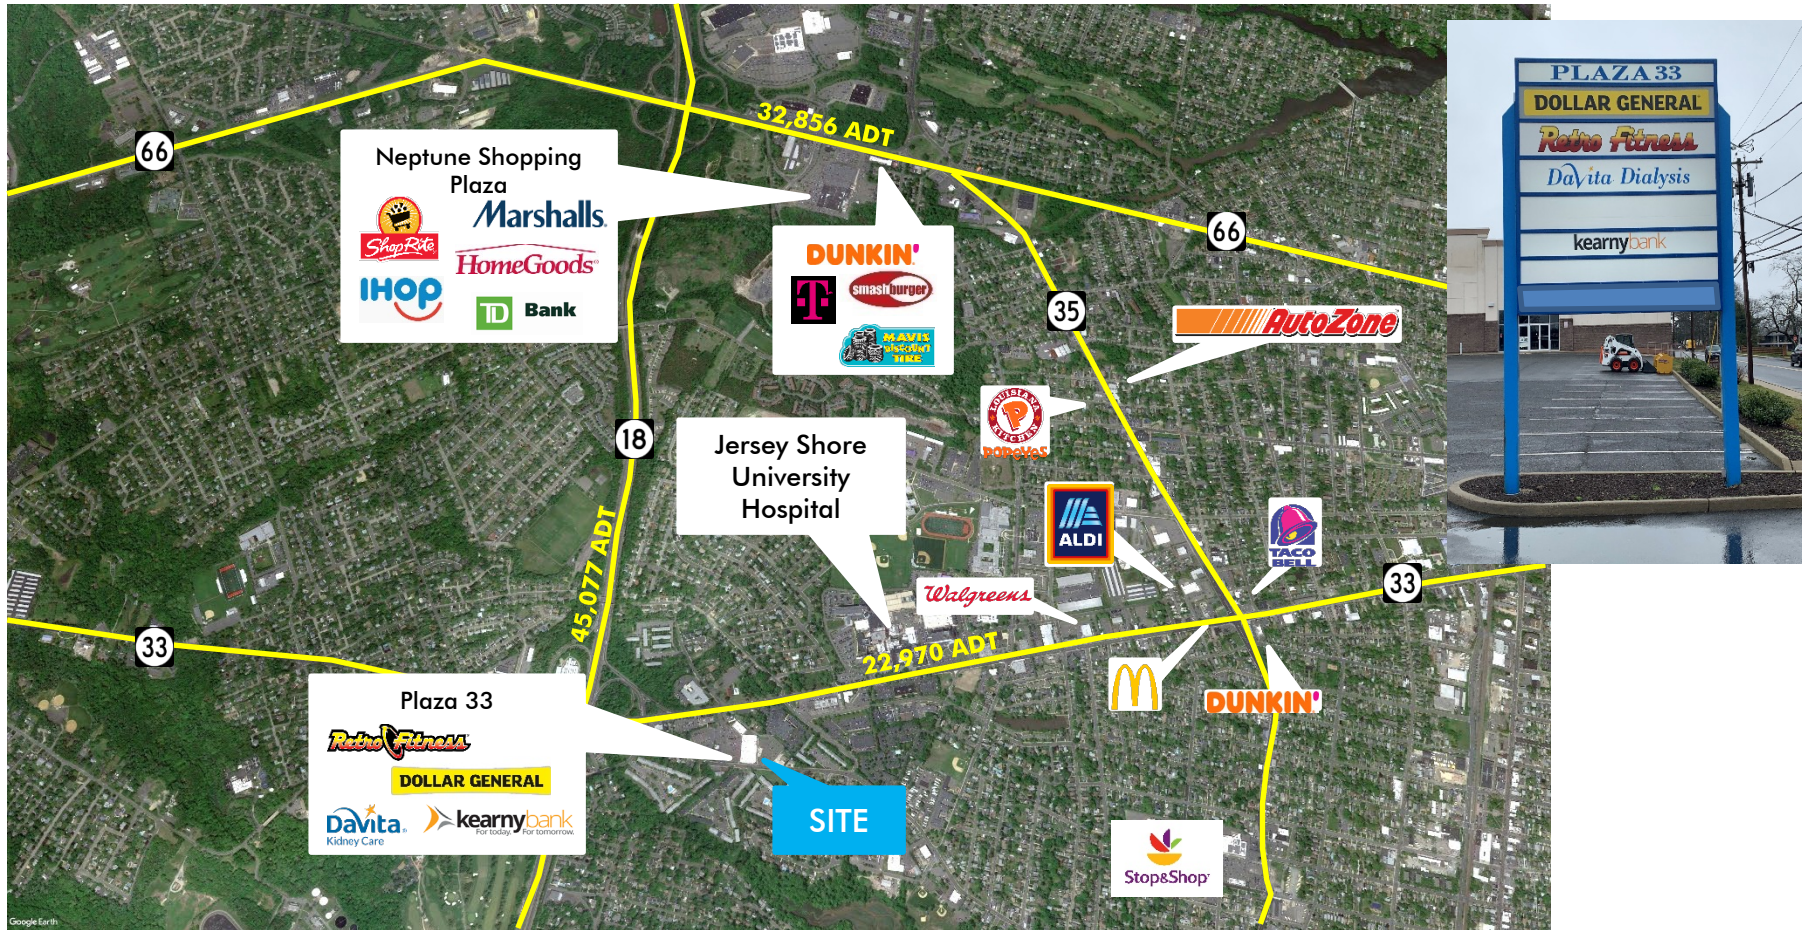 66
32,856 ADT
Neptune Shopping
Plaza
ShopRite
Marshalls.
HomeGoods
IHOP
TD Bank
DUNKIN'
T
smashburger
MAVIS
DISCOUNT
TIRE
66
35
AutoZone
LOUISIANA
KITCHEN
POPEYES
18
Jersey Shore
University
Hospital
ALDI
TACO
BELL
45,077 ADT
Walgreens
33
22,970 ADT
33
DUNKIN'
Plaza 33
Retro Fitness
DOLLAR GENERAL
DaVita
Kidney Care
kearnybank
For today. For tomorrow.
SITE
Stop&Shop
Google Earth
PLAZA 33
DOLLAR GENERAL
Retro Fitness
DaVita Dialysis
kearnybank